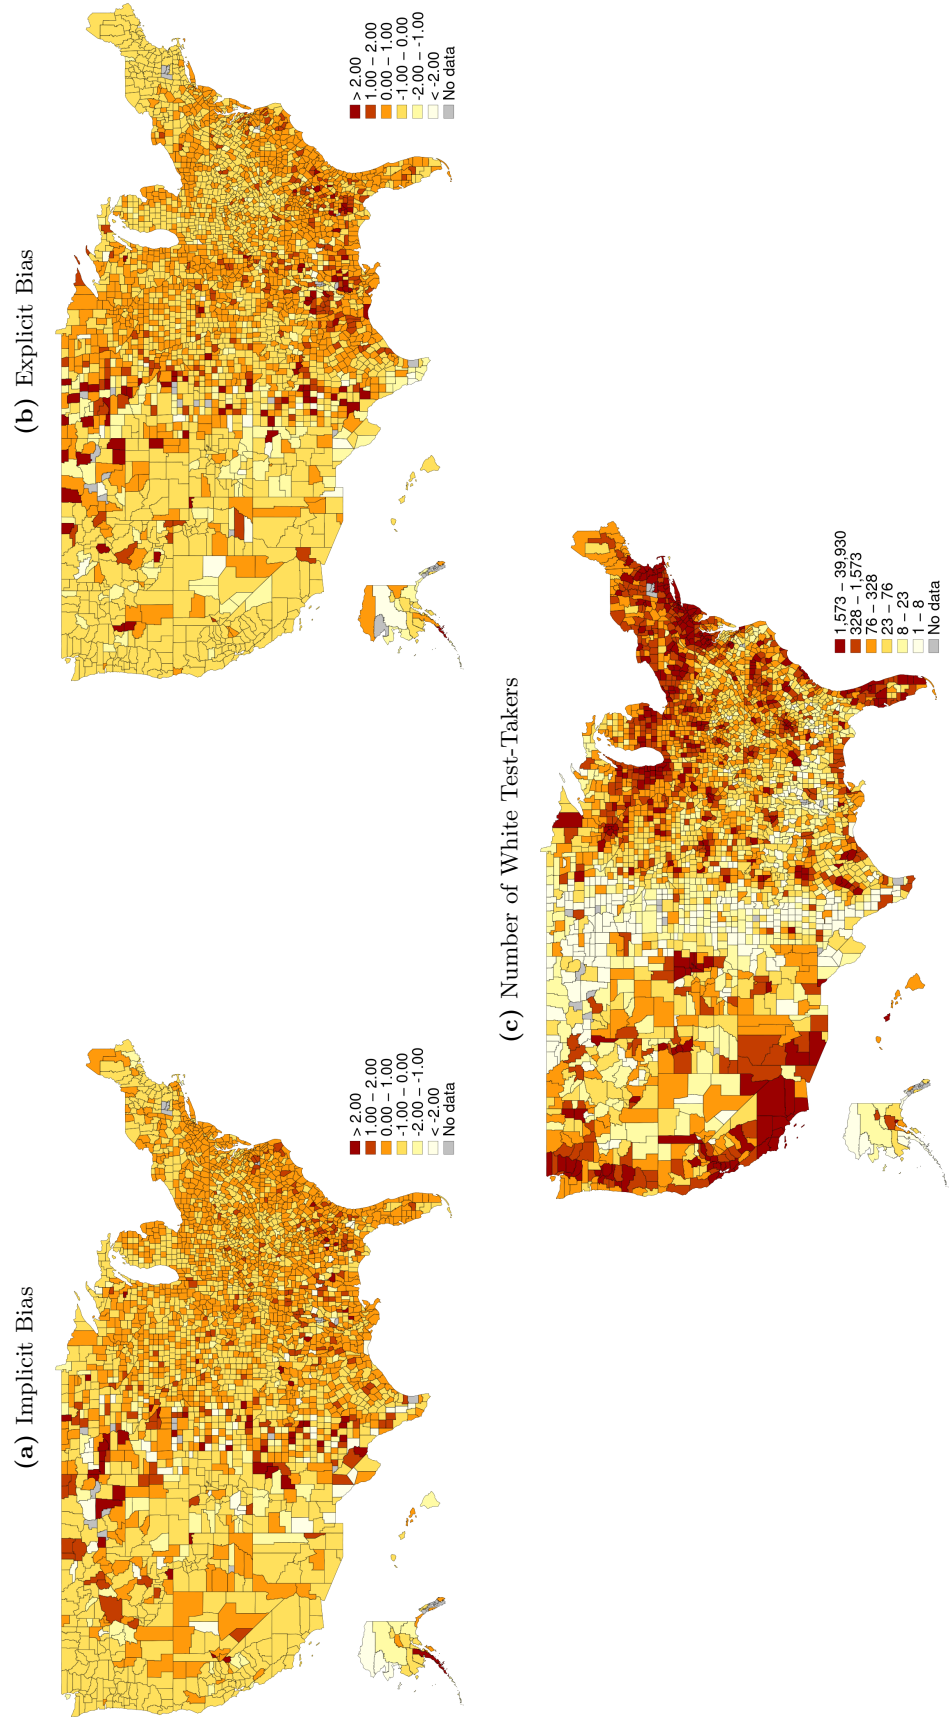 (a) Implicit Bias
> 2.00
1.00 – 2.00
0.00 – 1.00
-1.00 – 0.00
-2.00 – -1.00
< -2.00
No data
(b) Explicit Bias
> 2.00
1.00 – 2.00
0.00 – 1.00
-1.00 – 0.00
-2.00 – -1.00
< -2.00
No data
(c) Number of White Test-Takers
1,573 – 39,930
328 – 1,573
76 – 328
23 – 76
8 – 23
1 – 8
No data